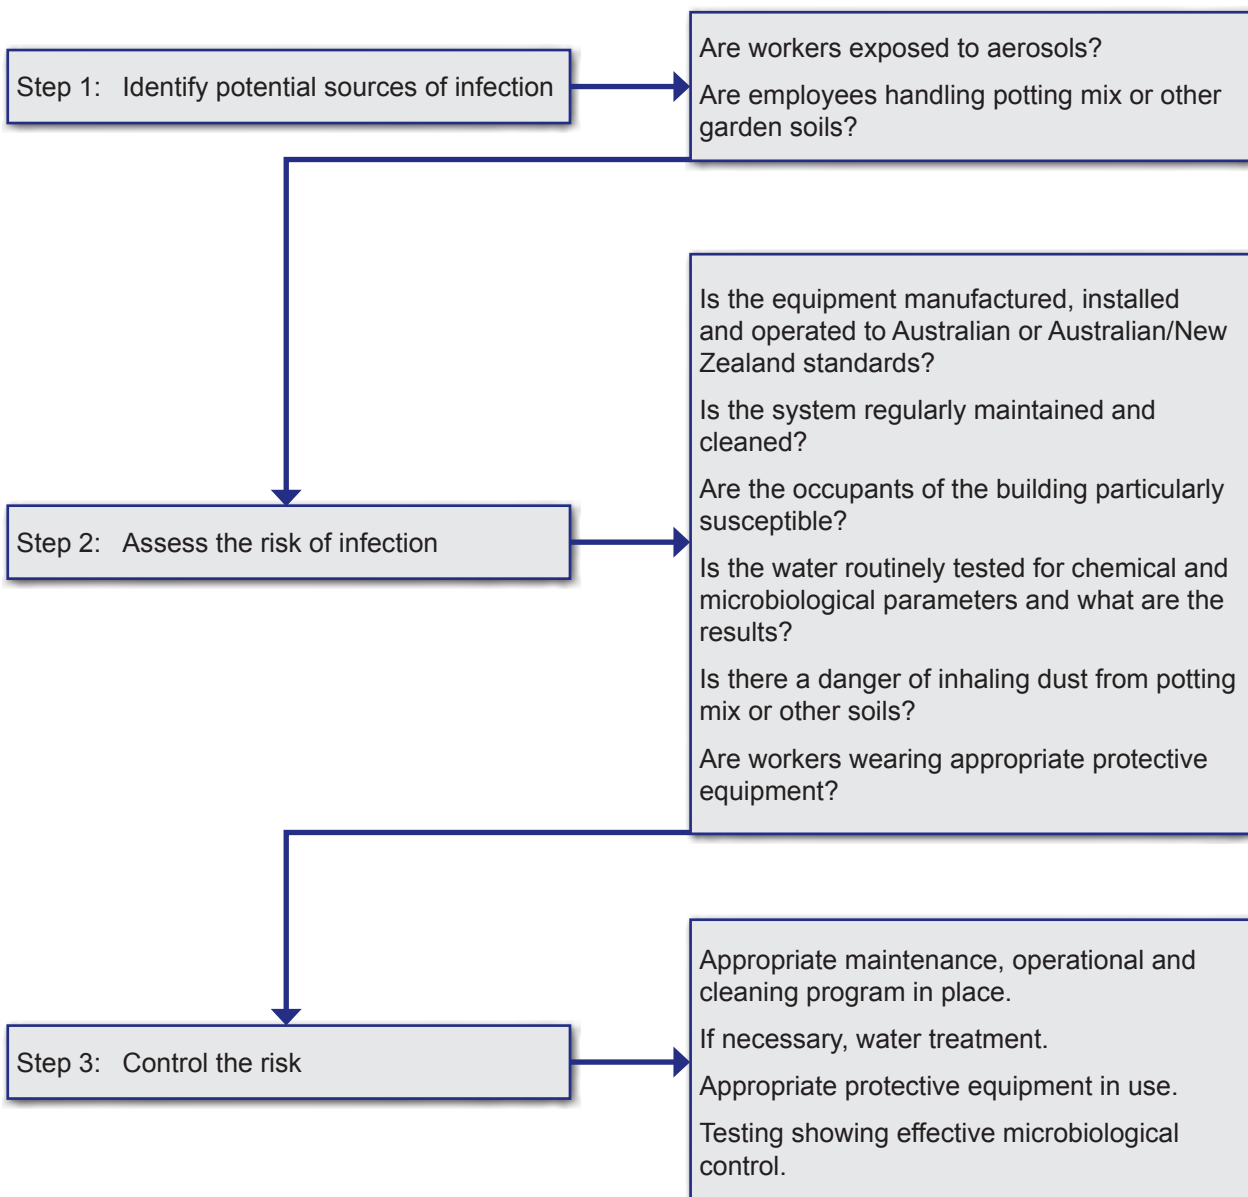 Step 1: Identify potential sources of infection
Are workers exposed to aerosols?
Are employees handling potting mix or other
garden soils?
Step 2: Assess the risk of infection
Is the equipment manufactured, installed
and operated to Australian or Australian/New
Zealand standards?
Is the system regularly maintained and
cleaned?
Are the occupants of the building particularly
susceptible?
Is the water routinely tested for chemical and
microbiological parameters and what are the
results?
Is there a danger of inhaling dust from potting
mix or other soils?
Are workers wearing appropriate protective
equipment?
Step 3: Control the risk
Appropriate maintenance, operational and
cleaning program in place.
If necessary, water treatment.
Appropriate protective equipment in use.
Testing showing effective microbiological
control.